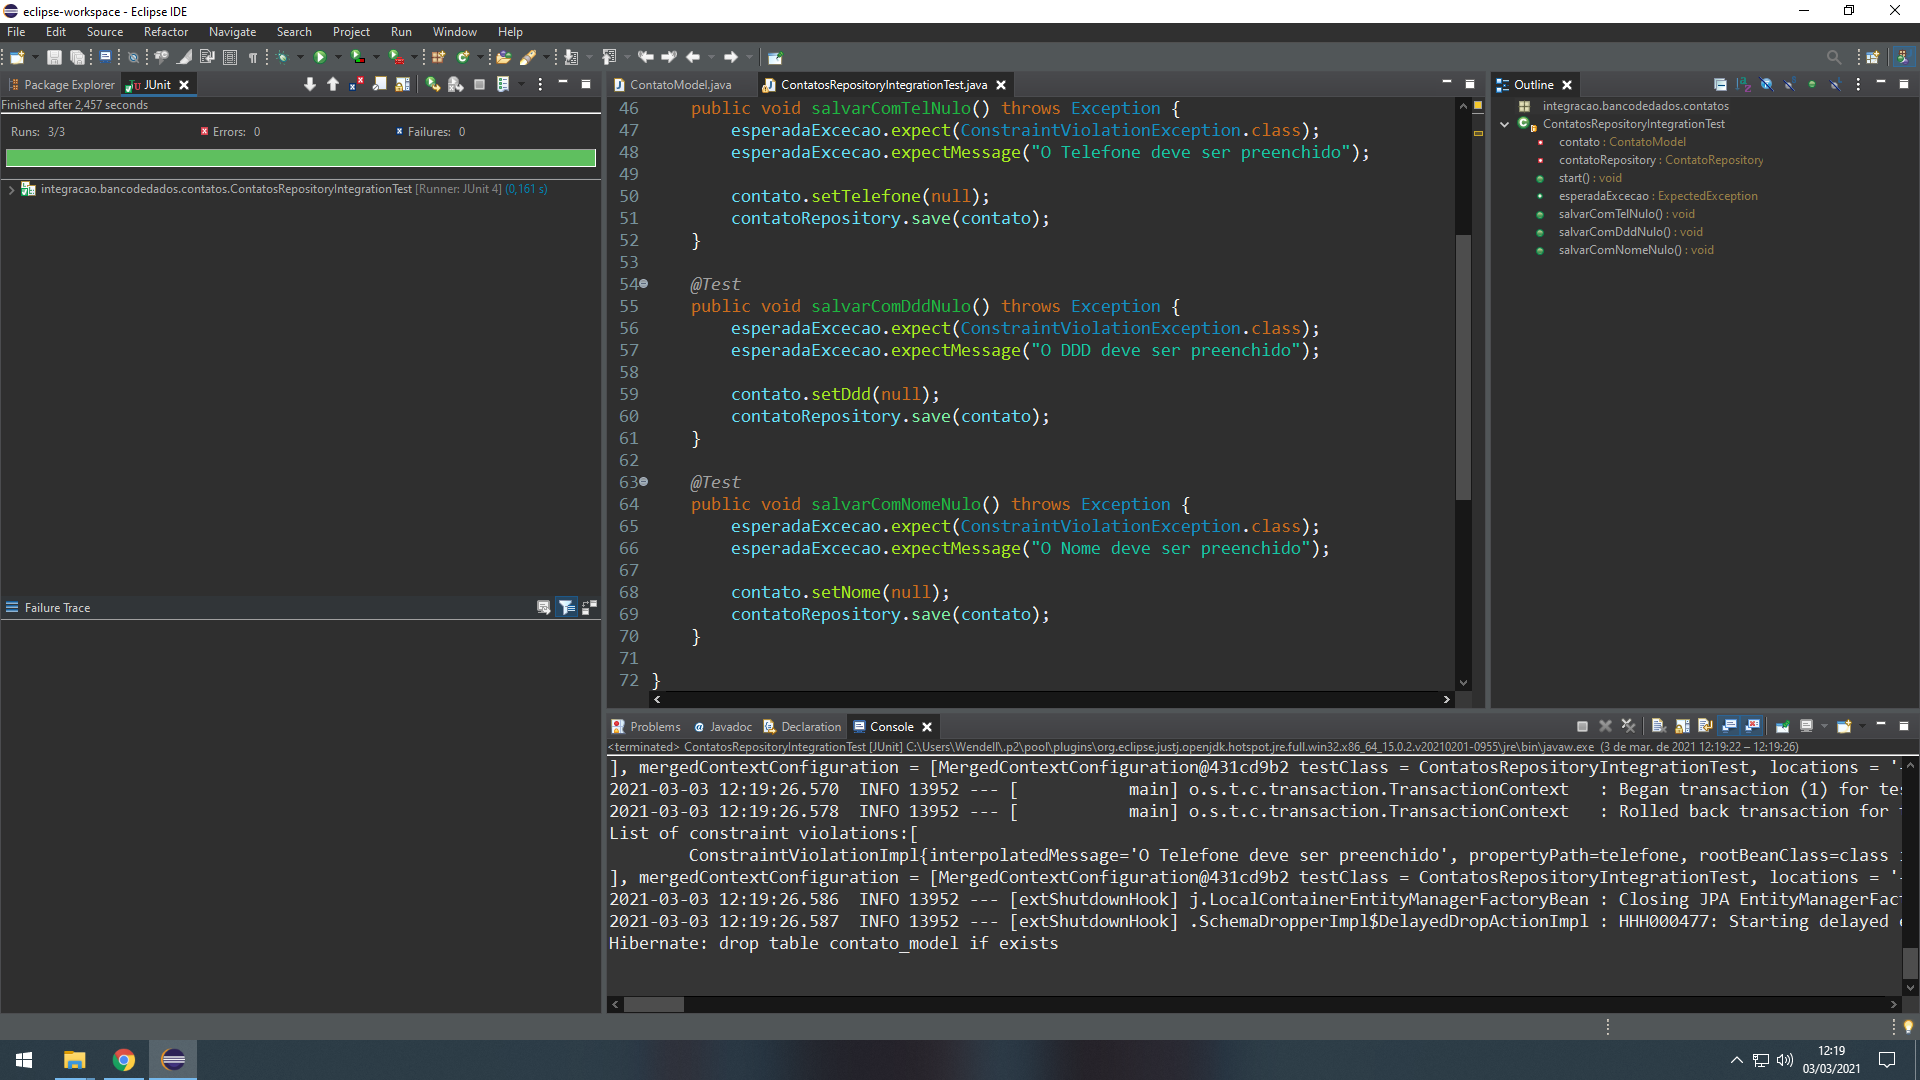 eclipse-workspace - Eclipse IDE
File Edit Source Refactor Navigate Search Project Run Window Help
Package Explorer JUnit
Finished after 2,457 seconds
Runs: 3/3 Errors: 0 Failures: 0
integracao.bancodedados.contatos.ContatosRepositoryIntegrationTest [Runner: JUnit 4] (0,161 s)
Failure Trace
ContatoModel.java ContatosRepositoryIntegrationTest.java
46 public void salvarComTelNulo() throws Exception {
47 esperadaExcecao.expect(ConstraintViolationException.class);
48 esperadaExcecao.expectMessage("O Telefone deve ser preenchido");
49
50 contato.setTelefone(null);
51 contatoRepository.save(contato);
52 }
53
54 @Test
55 public void salvarComDddNulo() throws Exception {
56 esperadaExcecao.expect(ConstraintViolationException.class);
57 esperadaExcecao.expectMessage("O DDD deve ser preenchido");
58
59 contato.setDdd(null);
60 contatoRepository.save(contato);
61 }
62
63 @Test
64 public void salvarComNomeNulo() throws Exception {
65 esperadaExcecao.expect(ConstraintViolationException.class);
66 esperadaExcecao.expectMessage("O Nome deve ser preenchido");
67
68 contato.setNome(null);
69 contatoRepository.save(contato);
70 }
71
72 }
Outline
integracao.bancodedados.contatos
ContatosRepositoryIntegrationTest
contato : ContatoModel
contatoRepository : ContatoRepository
start() : void
esperadaExcecao : ExpectedException
salvarComTelNulo() : void
salvarComDddNulo() : void
salvarComNomeNulo() : void
Problems Javadoc Declaration Console
<terminated> ContatosRepositoryIntegrationTest [JUnit] C:\Users\Wendell\.p2\pool\plugins\org.eclipse.justj.openjdk.hotspot.jre.full.win32.x86_64_15.0.2.v20210201-0955\jre\bin\javaw.exe (3 de mar. de 2021 12:19:22 – 12:19:26)
], mergedContextConfiguration = [MergedContextConfiguration@431cd9b2 testClass = ContatosRepositoryIntegrationTest, locations = '
2021-03-03 12:19:26.570 INFO 13952 --- [ main] o.s.t.c.transaction.TransactionContext : Began transaction (1) for tes
2021-03-03 12:19:26.578 INFO 13952 --- [ main] o.s.t.c.transaction.TransactionContext : Rolled back transaction for
List of constraint violations:[
ConstraintViolationImpl{interpolatedMessage='O Telefone deve ser preenchido', propertyPath=telefone, rootBeanClass=class
], mergedContextConfiguration = [MergedContextConfiguration@431cd9b2 testClass = ContatosRepositoryIntegrationTest, locations = '
2021-03-03 12:19:26.586 INFO 13952 --- [extShutdownHook] j.LocalContainerEntityManagerFactoryBean : Closing JPA EntityManagerFact
2021-03-03 12:19:26.587 INFO 13952 --- [extShutdownHook] .SchemaDropperImpl$DelayedDropActionImpl : HHH000477: Starting delayed
Hibernate: drop table contato_model if exists
12:19
03/03/2021